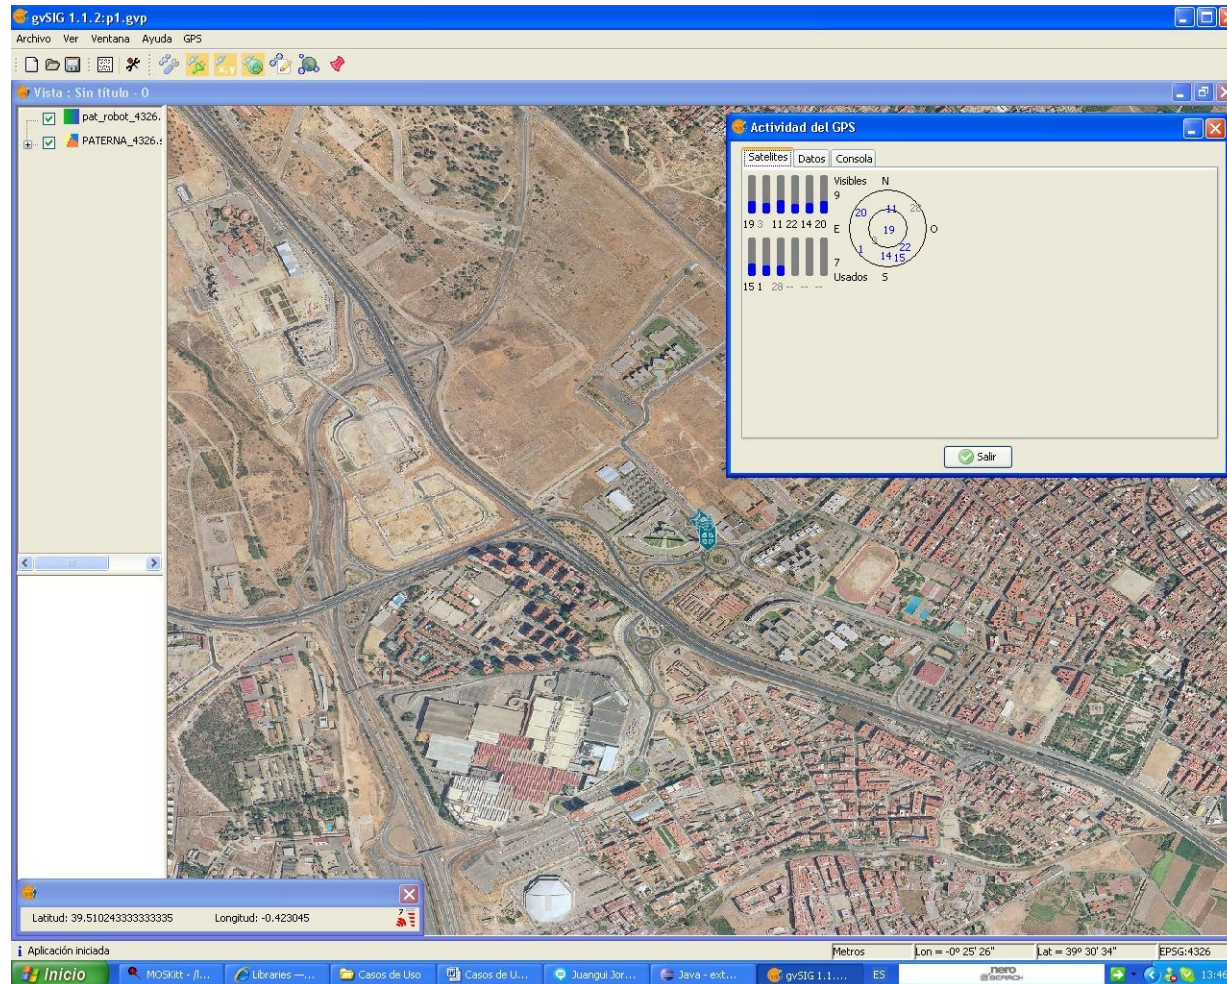 gvSIG 1.1.2:p1.gvp
Archivo Ver Ventana Ayuda GPS
Vista : Sin título - 0
pat_robot_4326.
PATERNA_4326.s
Actividad del GPS
Satelites Datos Consola
Visibles N
9
20 11 28
19 3 11 22 14 20
E 19 O
3
1 22
14 15
7
Usados S
15 1 28 -- -- --
Salir
Latitud: 39.510243333333335 Longitud: -0.423045
7
Aplicación iniciada
Metros Lon = -0º 25' 26" Lat = 39º 30' 34" EPSG:4326
Inicio MOSKitt - /l... Libraries —... Casos de Uso Casos de U... Juangui Jor... Java - ext... gvSIG 1.1.... ES nero SEARCH 13:46